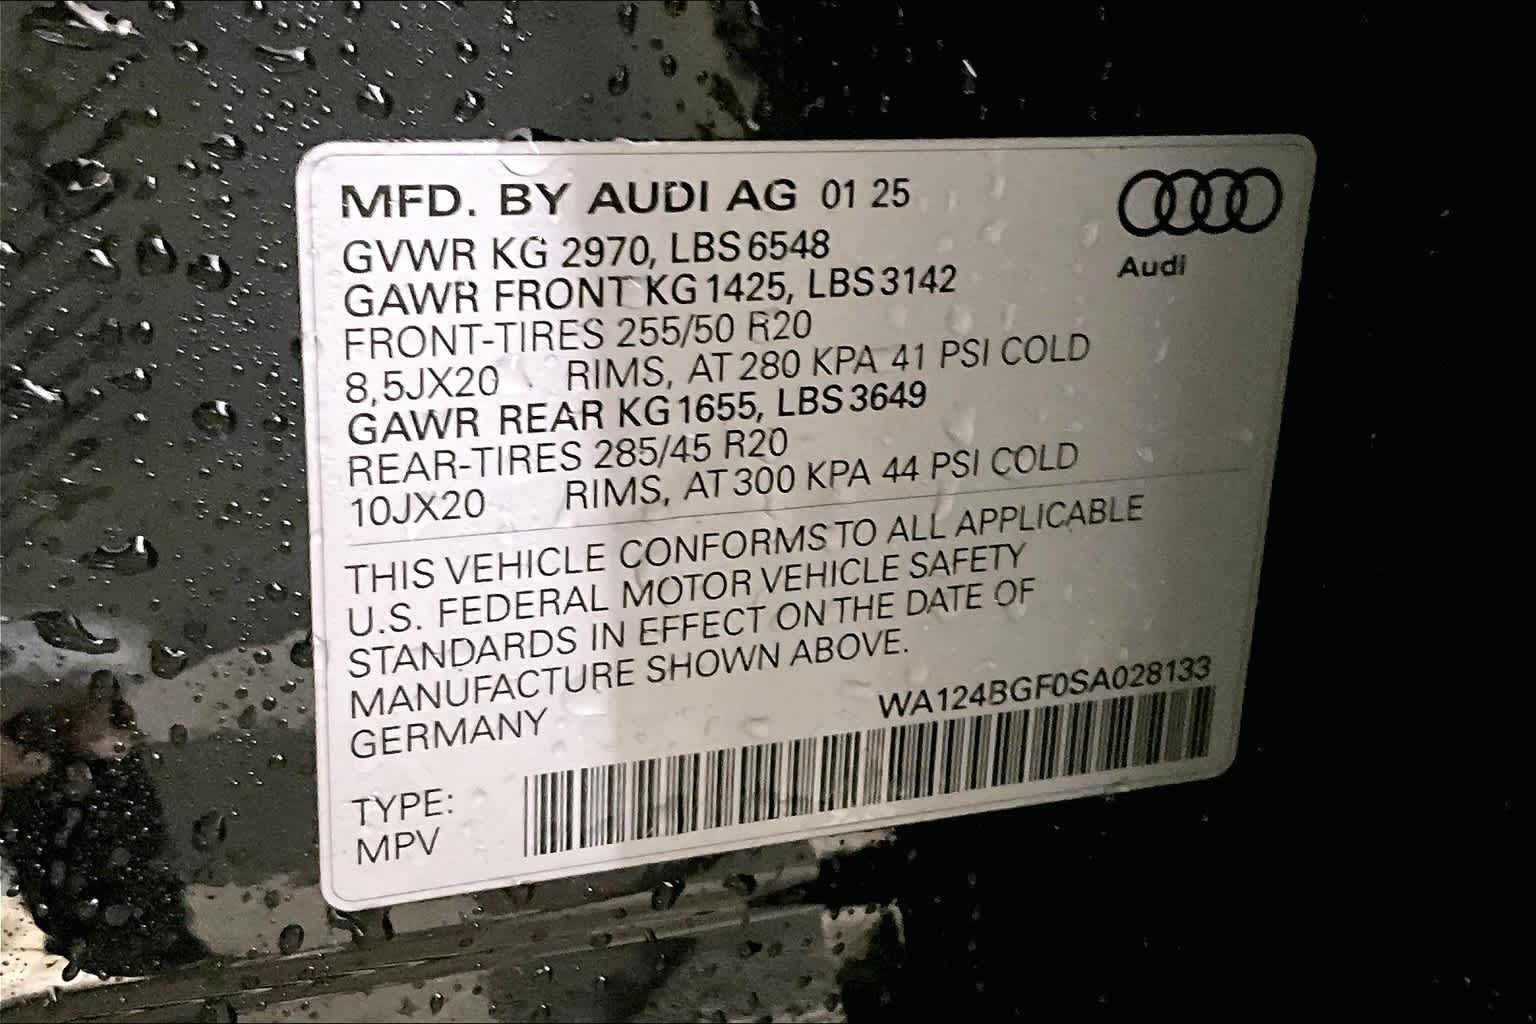 MFD. BY AUDI AG 01 25
GVWR KG 2970, LBS 6548
GAWR FRONT KG 1425, LBS 3142
FRONT-TIRES 255/50 R20
8,5JX20 RIMS, AT 280 KPA 41 PSI COLD
GAWR REAR KG 1655, LBS 3649
REAR-TIRES 285/45 R20
10JX20 RIMS, AT 300 KPA 44 PSI COLD
Audi
THIS VEHICLE CONFORMS TO ALL APPLICABLE
U.S. FEDERAL MOTOR VEHICLE SAFETY
STANDARDS IN EFFECT ON THE DATE OF
MANUFACTURE SHOWN ABOVE.
GERMANY
WA124BGF0SA028133
TYPE:
MPV